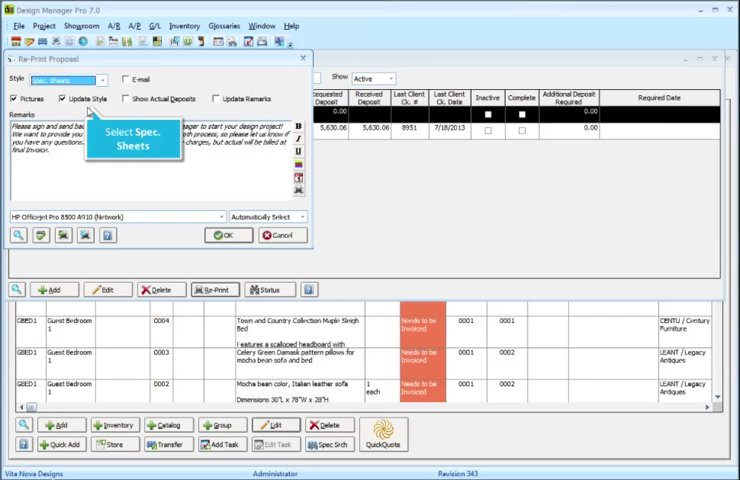 Design Manager Pro 7.0
File Project Showroom A/R A/P G/L Inventory Glossaries Window Help
Re-Print Proposal
Style Spec. Sheets E-mail
Show Active
Pictures Update Style Show Actual Deposits Update Remarks
Remarks
Please sign and send bac
We want to provide you
you have any question
final Invoice.
ager to start your design project!
oth process, so please let us know if
charges, but actual will be billed at
Select Spec.
Sheets
B
I
U
HP Officejet Pro 8500 A910 (Network) Automatically Select
OK Cancel
equested Deposit Received Deposit Last Client Ck. # Last Client Ck. Date Inactive Complete Additional Deposit Required Required Date
0.00 0.00
5,630.06 5,630.06 8951 7/18/2013 0.00
Add Edit Delete Re-Print Status
GBED1 Guest Bedroom 1 0004 Town and Country Collection Maple Sleigh Bed Needs to be Invoiced 0001 0001 CENTU / Century Furniture
Features a scalloped headboard with
GBED1 Guest Bedroom 1 0003 Celery Green Damask pattern pillows for mocha bean sofa and bed Needs to be Invoiced 0001 0002 LEANT / Legacy Antiques
GBED1 Guest Bedroom 1 0002 Mocha bean color, Italian leather sofa 1 each Needs to be Invoiced 0001 0002 LEANT / Legacy Antiques
Dimensions 30"L x 78"W x 28"H
Add Inventory Catalog Group Edit Delete
Quick Add Store Transfer Add Task Edit Task Spec Srch QuickQuote
Vita Nova Designs Administrator Revision 343